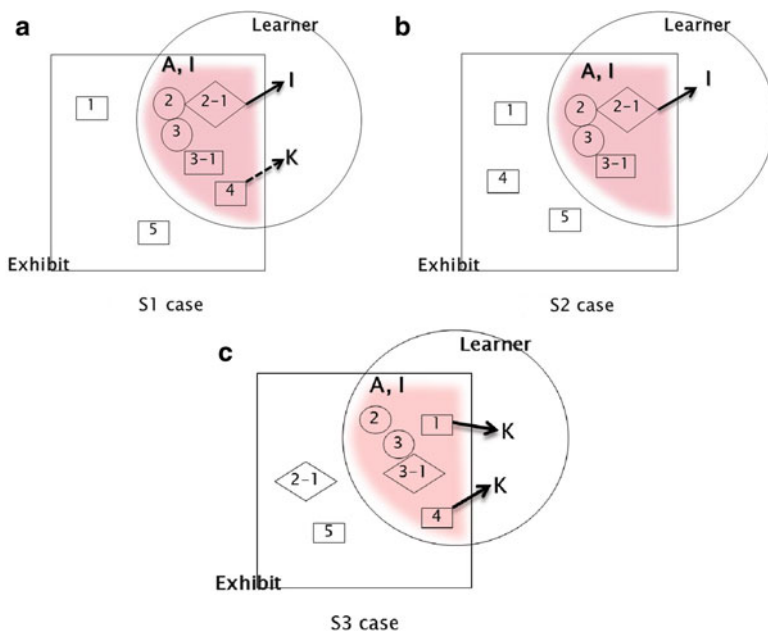 a
Learner
A, I
1
2
2-1
I
3
3-1
K
4
5
Exhibit
S1 case
b
Learner
A, I
1
2
2-1
I
3
3-1
4
5
Exhibit
S2 case
c
Learner
A, I
2
1
3
K
3-1
2-1
K
4
5
Exhibit
S3 case